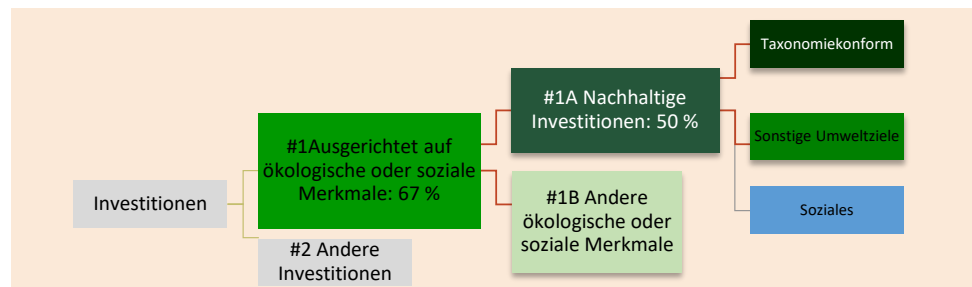 Investitionen
#1Ausgerichtet auf
ökologische oder soziale
Merkmale: 67 %
#2 Andere
Investitionen
#1A Nachhaltige
Investitionen: 50 %
#1B Andere
ökologische oder
soziale Merkmale
Taxonomiekonform
Sonstige Umweltziele
Soziales